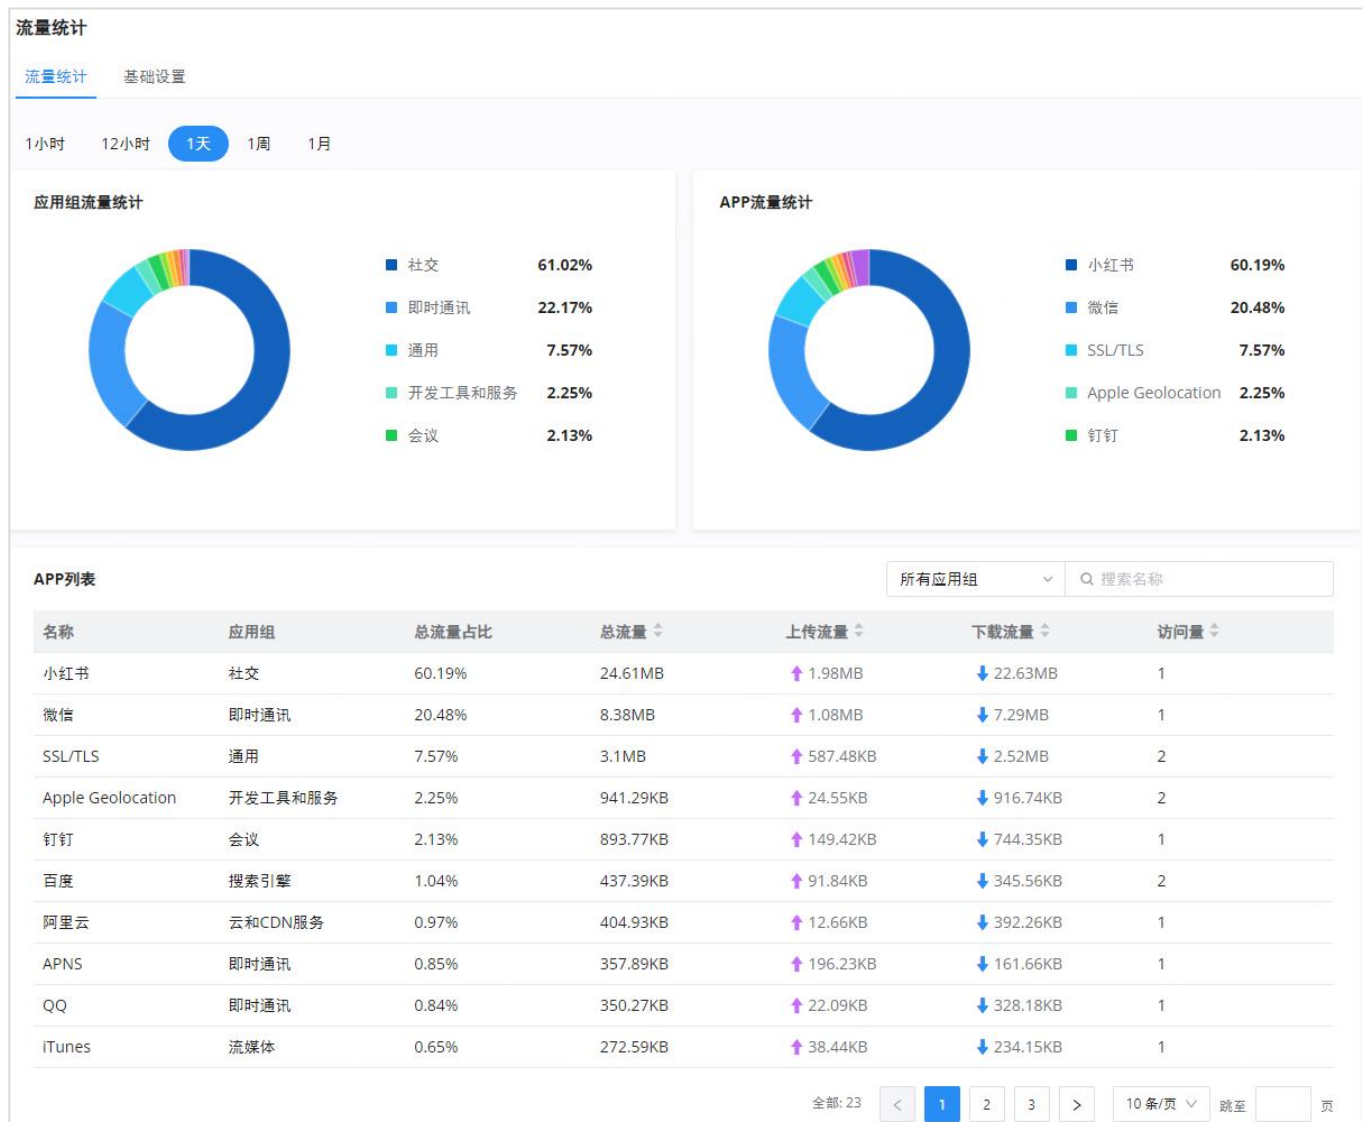 流量统计
流量统计 基础设置
1小时 12小时 1天 1周 1月
应用组流量统计
社交 61.02%
即时通讯 22.17%
通用 7.57%
开发工具和服务 2.25%
会议 2.13%
APP流量统计
小红书 60.19%
微信 20.48%
SSL/TLS 7.57%
Apple Geolocation 2.25%
钉钉 2.13%
APP列表 所有应用组 搜索名称
名称 应用组 总流量占比 总流量 上传流量 下载流量 访问量
小红书 社交 60.19% 24.61MB 1.98MB 22.63MB 1
微信 即时通讯 20.48% 8.38MB 1.08MB 7.29MB 1
SSL/TLS 通用 7.57% 3.1MB 587.48KB 2.52MB 2
Apple Geolocation 开发工具和服务 2.25% 941.29KB 24.55KB 916.74KB 2
钉钉 会议 2.13% 893.77KB 149.42KB 744.35KB 1
百度 搜索引擎 1.04% 437.39KB 91.84KB 345.56KB 2
阿里云 云和CDN服务 0.97% 404.93KB 12.66KB 392.26KB 1
APNS 即时通讯 0.85% 357.89KB 196.23KB 161.66KB 1
QQ 即时通讯 0.84% 350.27KB 22.09KB 328.18KB 1
iTunes 流媒体 0.65% 272.59KB 38.44KB 234.15KB 1
全部: 23 < 1 2 3 > 10 条/页 跳至 页